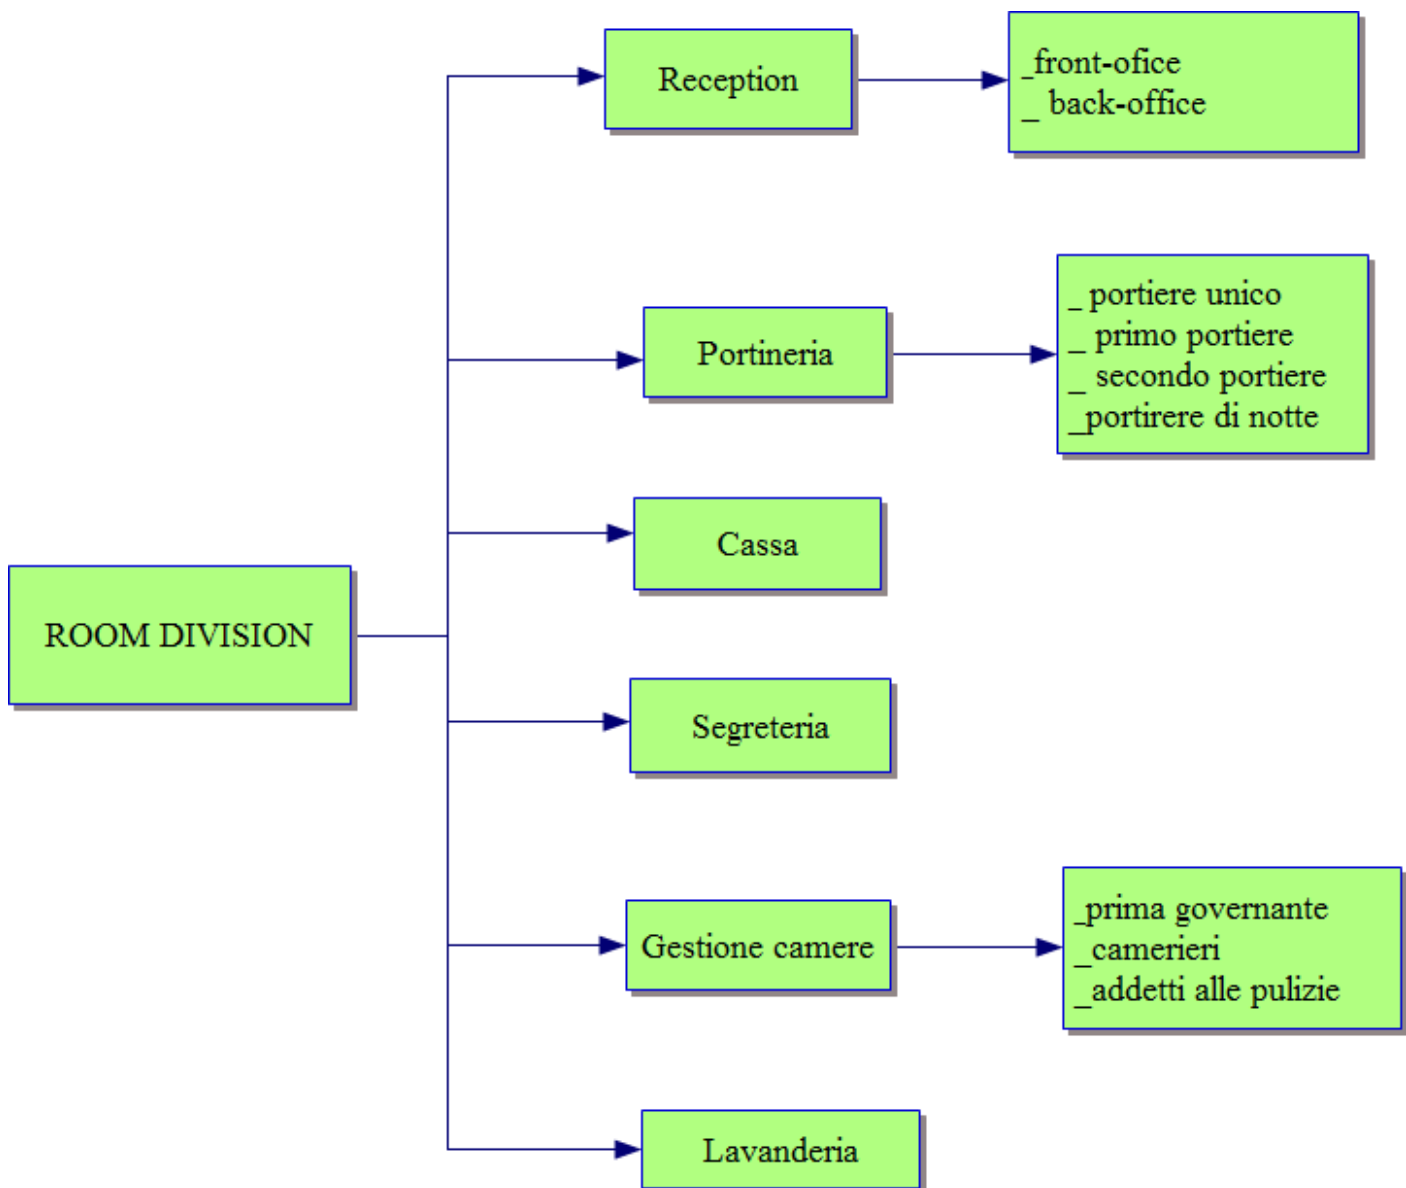 Reception
_front-ofice
_ back-office
Portineria
_ portiere unico
_ primo portiere
_ secondo portiere
_portirere di notte
Cassa
ROOM DIVISION
Segreteria
Gestione camere
_prima governante
_camerieri
_addetti alle pulizie
Lavanderia